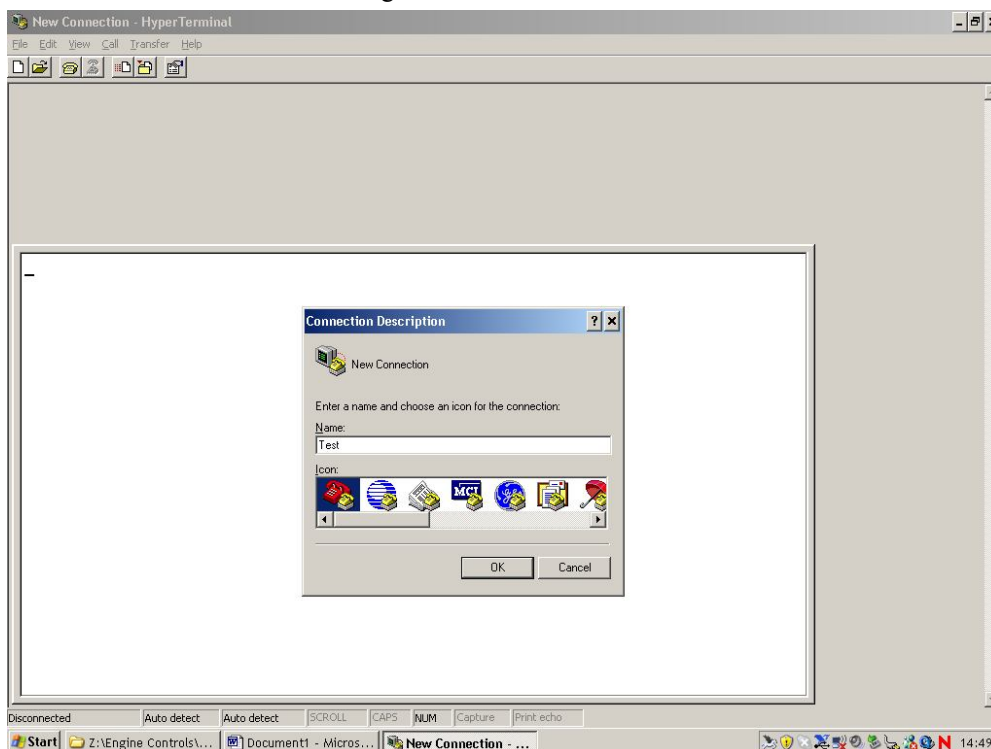 New Connection - HyperTerminal
File Edit View Call Transfer Help
Connection Description
New Connection
Enter a name and choose an icon for the connection:
Name:
Test
Icon:
MCI
OK Cancel
Disconnected Auto detect Auto detect SCROLL CAPS NUM Capture Print echo
Start Z:\Engine Controls\... Document1 - Micros... New Connection - ... N 14:49